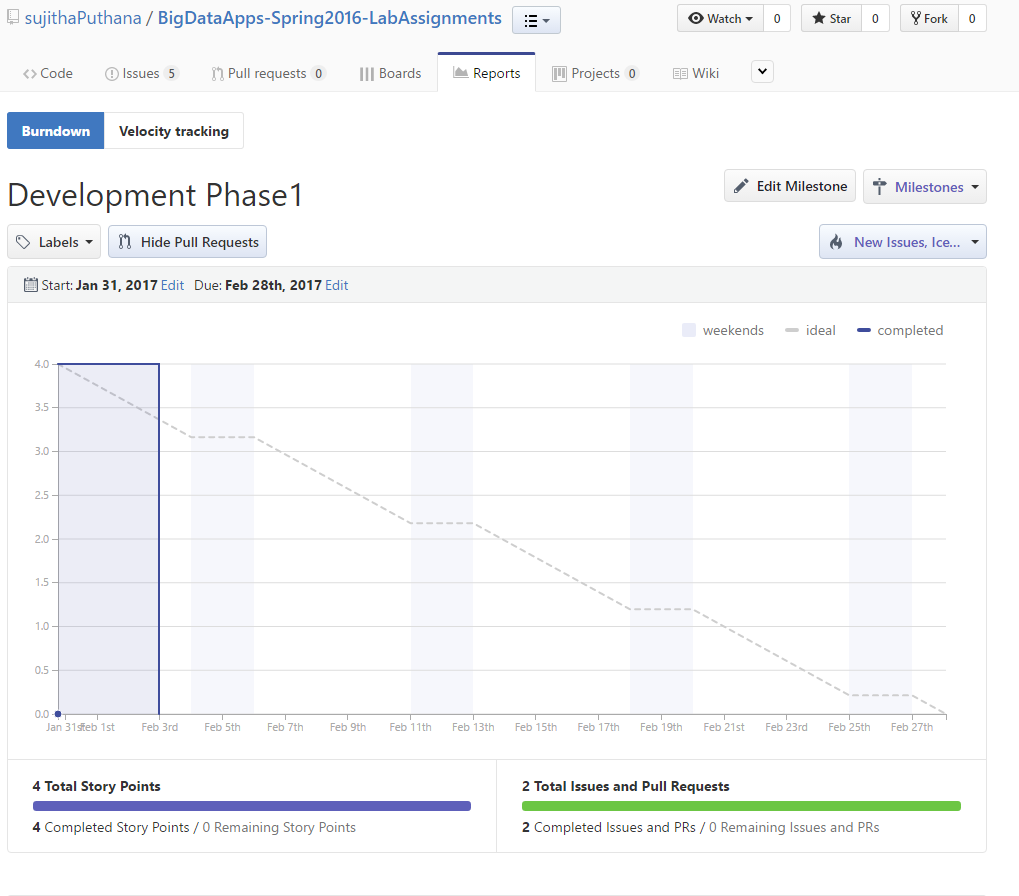 sujithaPuthana / BigDataApps-Spring2016-LabAssignments
Watch 0 Star 0 Fork 0
Code Issues 5 Pull requests 0 Boards Reports Projects 0 Wiki
Burndown Velocity tracking
Development Phase1
Edit Milestone Milestones
Labels Hide Pull Requests New Issues, Ice...
Start: Jan 31, 2017 Edit Due: Feb 28th, 2017 Edit
weekends ideal completed
4.0
3.5
3.0
2.5
2.0
1.5
1.0
0.5
0.0
Jan 31st Feb 1st Feb 3rd Feb 5th Feb 7th Feb 9th Feb 11th Feb 13th Feb 15th Feb 17th Feb 19th Feb 21st Feb 23rd Feb 25th Feb 27th
4 Total Story Points
4 Completed Story Points / 0 Remaining Story Points
2 Total Issues and Pull Requests
2 Completed Issues and PRs / 0 Remaining Issues and PRs